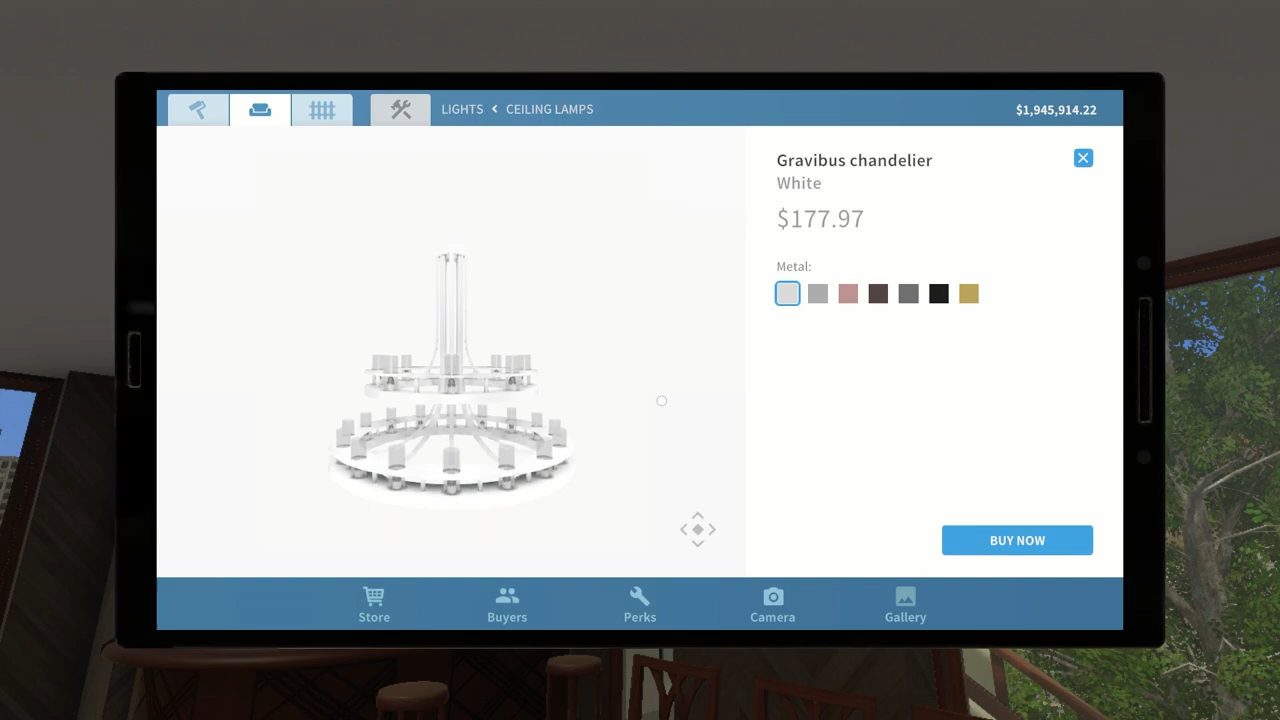 LIGHTS < CEILING LAMPS
$1,945,914.22
Gravibus chandelier
White
$177.97
Metal:
BUY NOW
Store
Buyers
Perks
Camera
Gallery